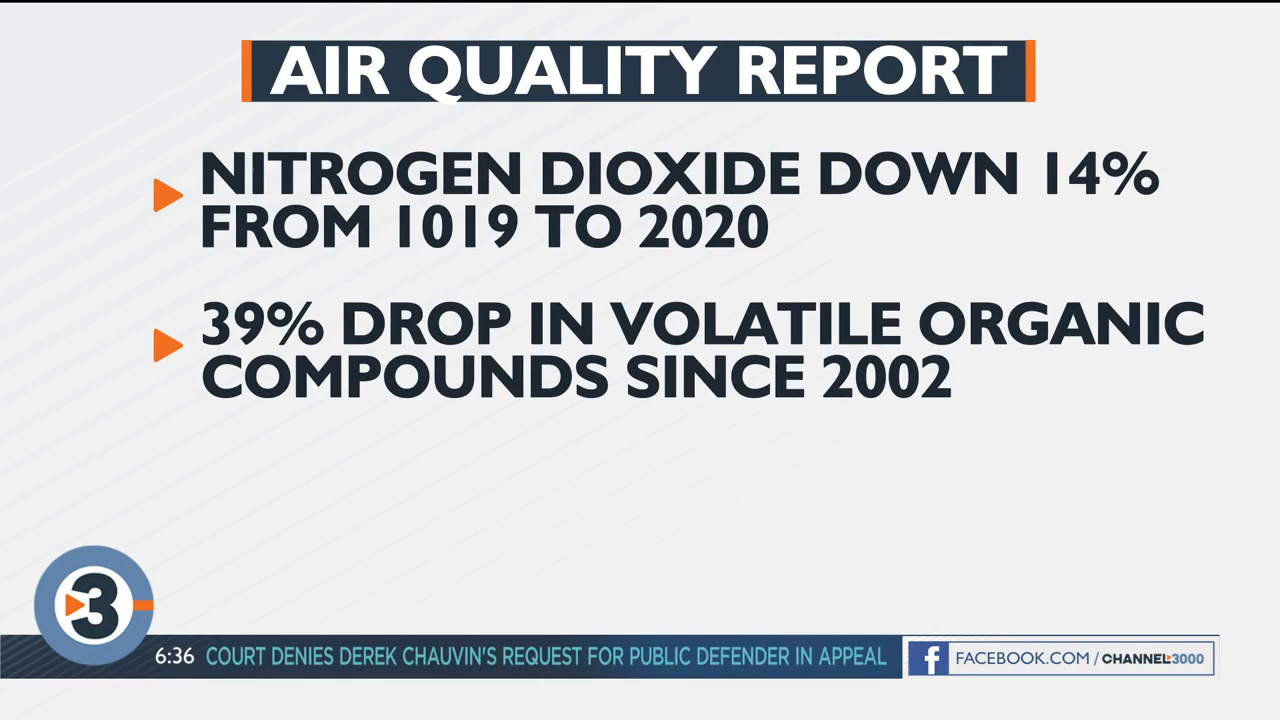 AIR QUALITY REPORT
NITROGEN DIOXIDE DOWN 14%
FROM 1019 TO 2020
39% DROP IN VOLATILE ORGANIC
COMPOUNDS SINCE 2002
3
6:36 COURT DENIES DEREK CHAUVIN'S REQUEST FOR PUBLIC DEFENDER IN APPEAL
f FACEBOOK.COM / CHANNEL3000